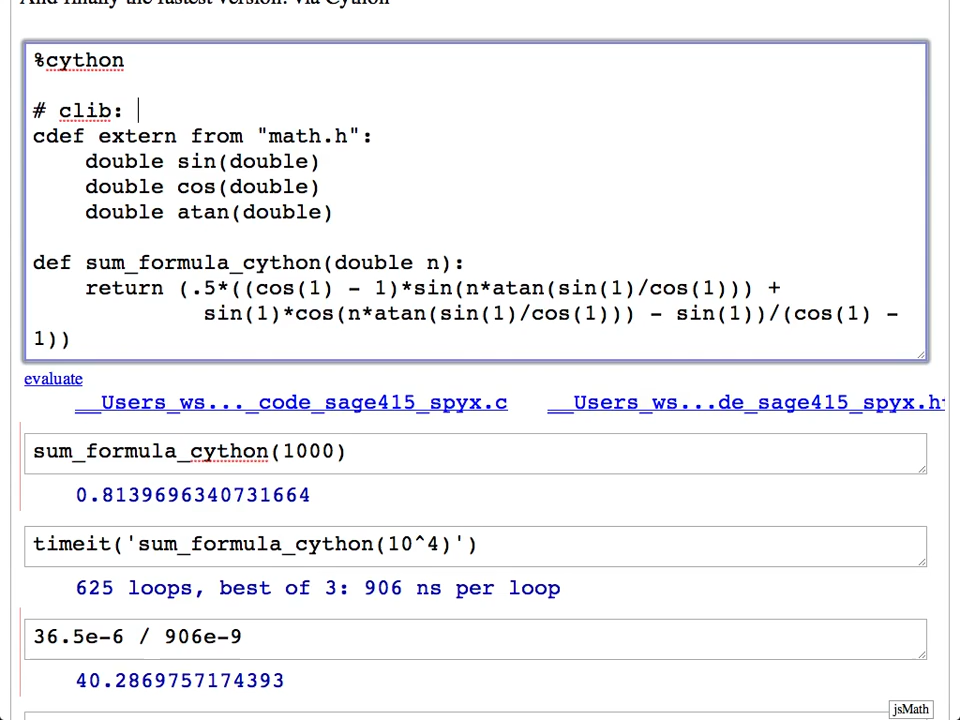 And finally the fastest version: via Cython
%cython
# clib:
cdef extern from "math.h":
    double sin(double)
    double cos(double)
    double atan(double)
def sum_formula_cython(double n):
    return (.5*((cos(1) - 1)*sin(n*atan(sin(1)/cos(1))) +
             sin(1)*cos(n*atan(sin(1)/cos(1))) - sin(1))/(cos(1) -
1))
evaluate
__Users_ws..._code_sage415_spyx.c __Users_ws...de_sage415_spyx.h
sum_formula_cython(1000)
0.8139696340731664
timeit('sum_formula_cython(10^4)')
625 loops, best of 3: 906 ns per loop
36.5e-6 / 906e-9
40.2869757174393
jsMath